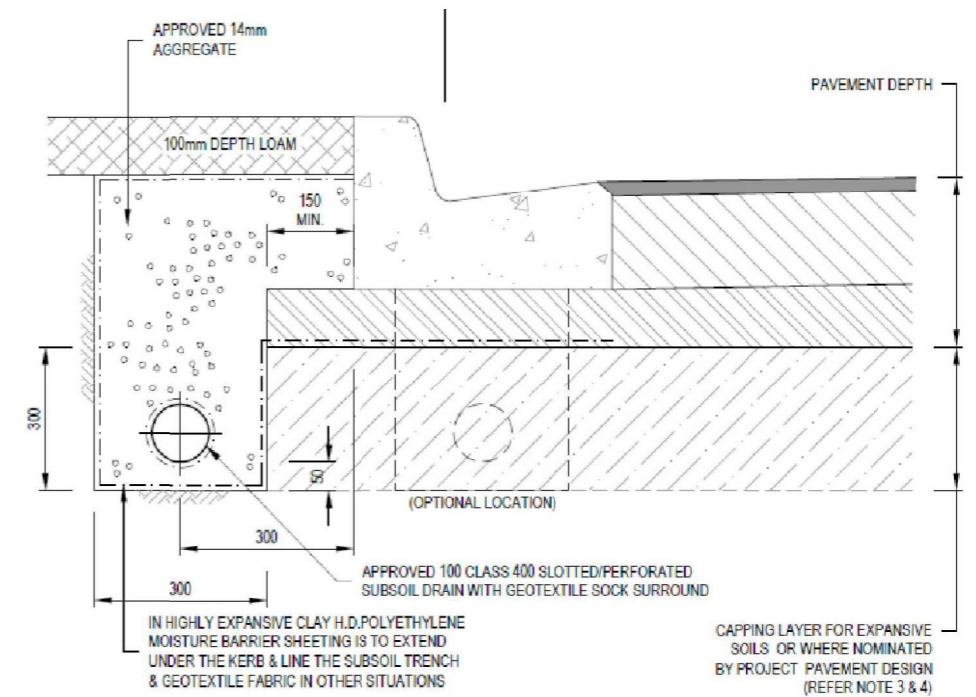 APPROVED 14mm
AGGREGATE
PAVEMENT DEPTH
100mm DEPTH LOAM
150
MIN.
300
50
(OPTIONAL LOCATION)
300
300
APPROVED 100 CLASS 400 SLOTTED/PERFORATED
SUBSOIL DRAIN WITH GEOTEXTILE SOCK SURROUND
IN HIGHLY EXPANSIVE CLAY H.D.POLYETHYLENE
MOISTURE BARRIER SHEETING IS TO EXTEND
UNDER THE KERB & LINE THE SUBSOIL TRENCH
& GEOTEXTILE FABRIC IN OTHER SITUATIONS
CAPPING LAYER FOR EXPANSIVE
SOILS OR WHERE NOMINATED
BY PROJECT PAVEMENT DESIGN
(REFER NOTE 3 & 4)